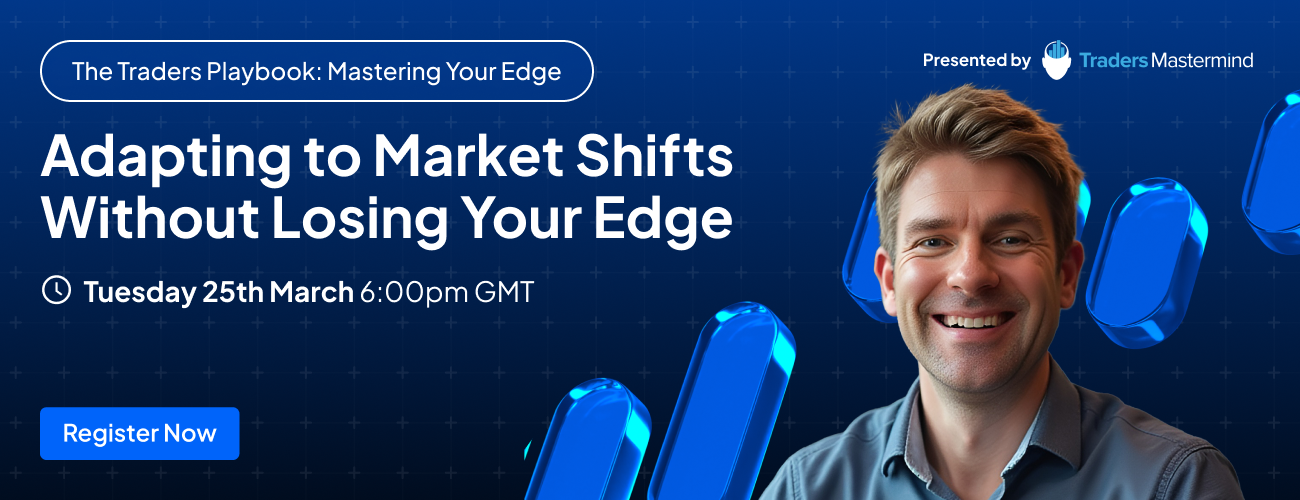 The Traders Playbook: Mastering Your Edge
Presented by Traders Mastermind
Adapting to Market Shifts
Without Losing Your Edge
Tuesday 25th March 6:00pm GMT
Register Now